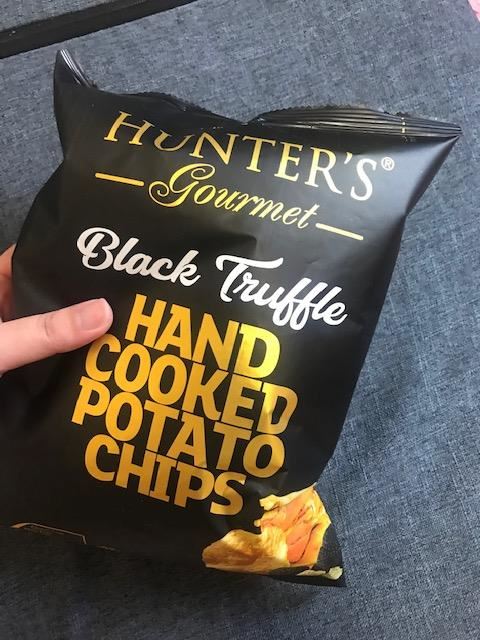 HUNTER'S®
Gourmet
Black Truffle
HAND
COOKED
POTATO
CHIPS